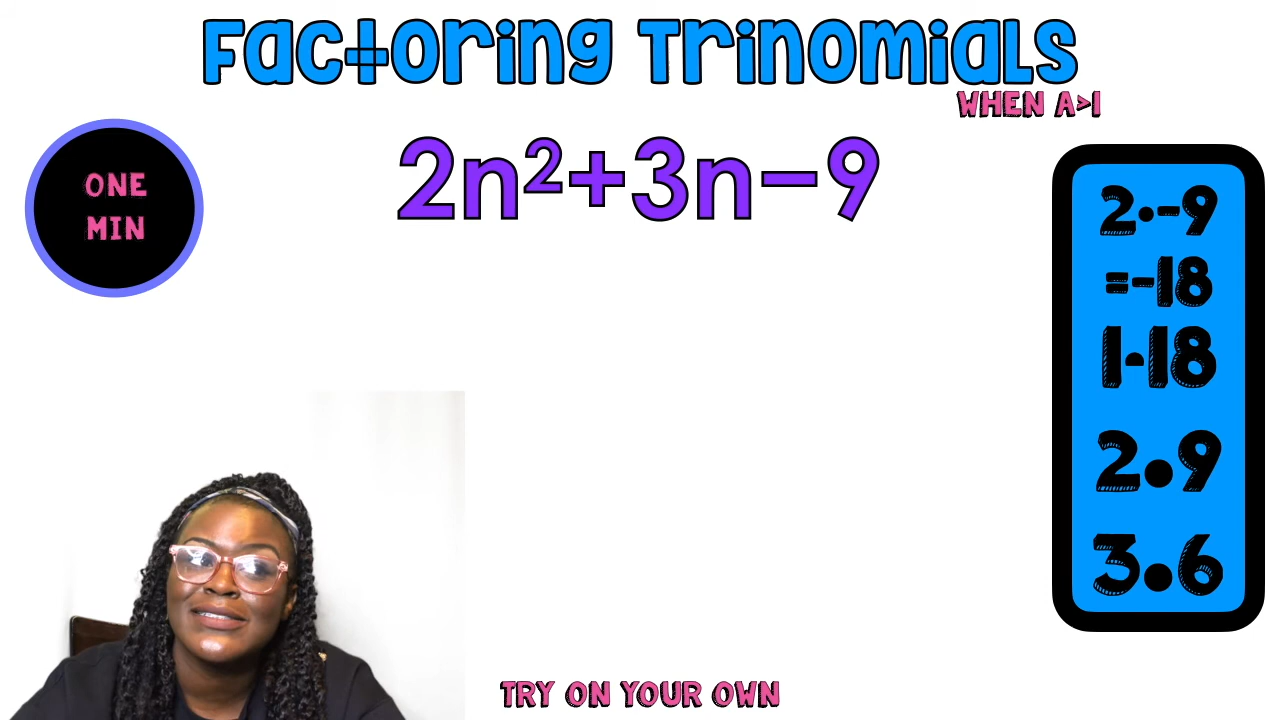 Factoring Trinomials
WHEN A>1
ONE
MIN
2n²+3n−9
2•-9
=-18
1•18
2•9
3•6
TRY ON YOUR OWN